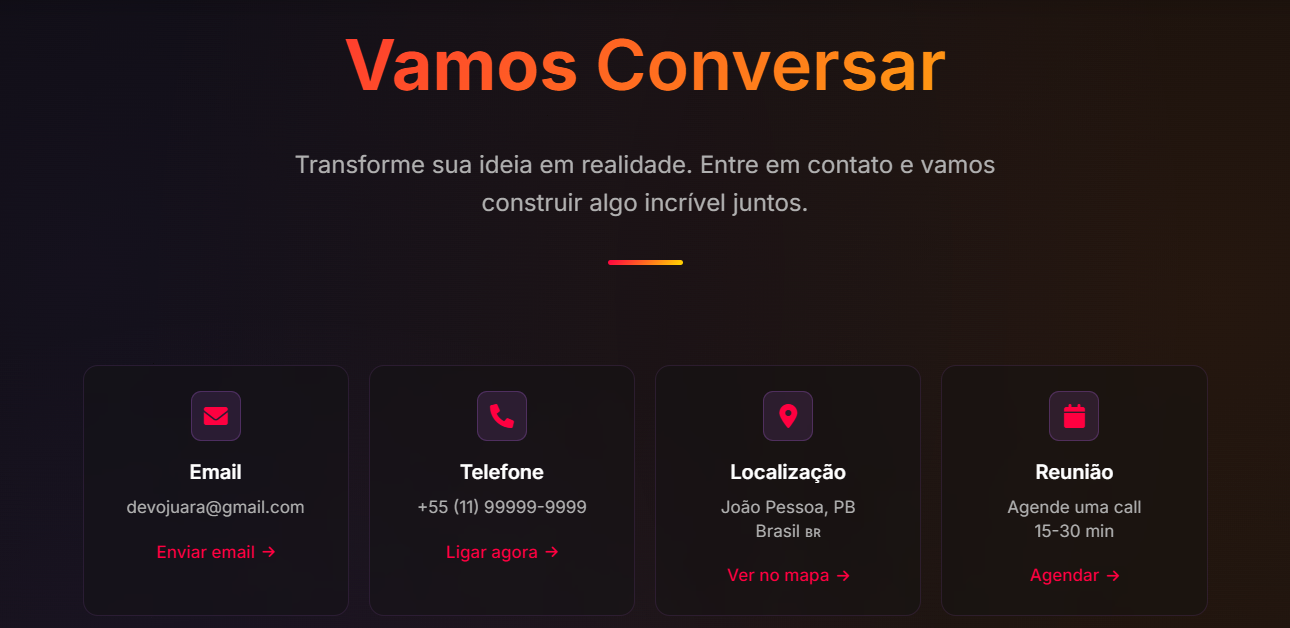 Vamos Conversar
Transforme sua ideia em realidade. Entre em contato e vamos
construir algo incrível juntos.
Email
devojuara@gmail.com
Enviar email →
Telefone
+55 (11) 99999-9999
Ligar agora →
Localização
João Pessoa, PB
Brasil BR
Ver no mapa →
Reunião
Agende uma call
15-30 min
Agendar →